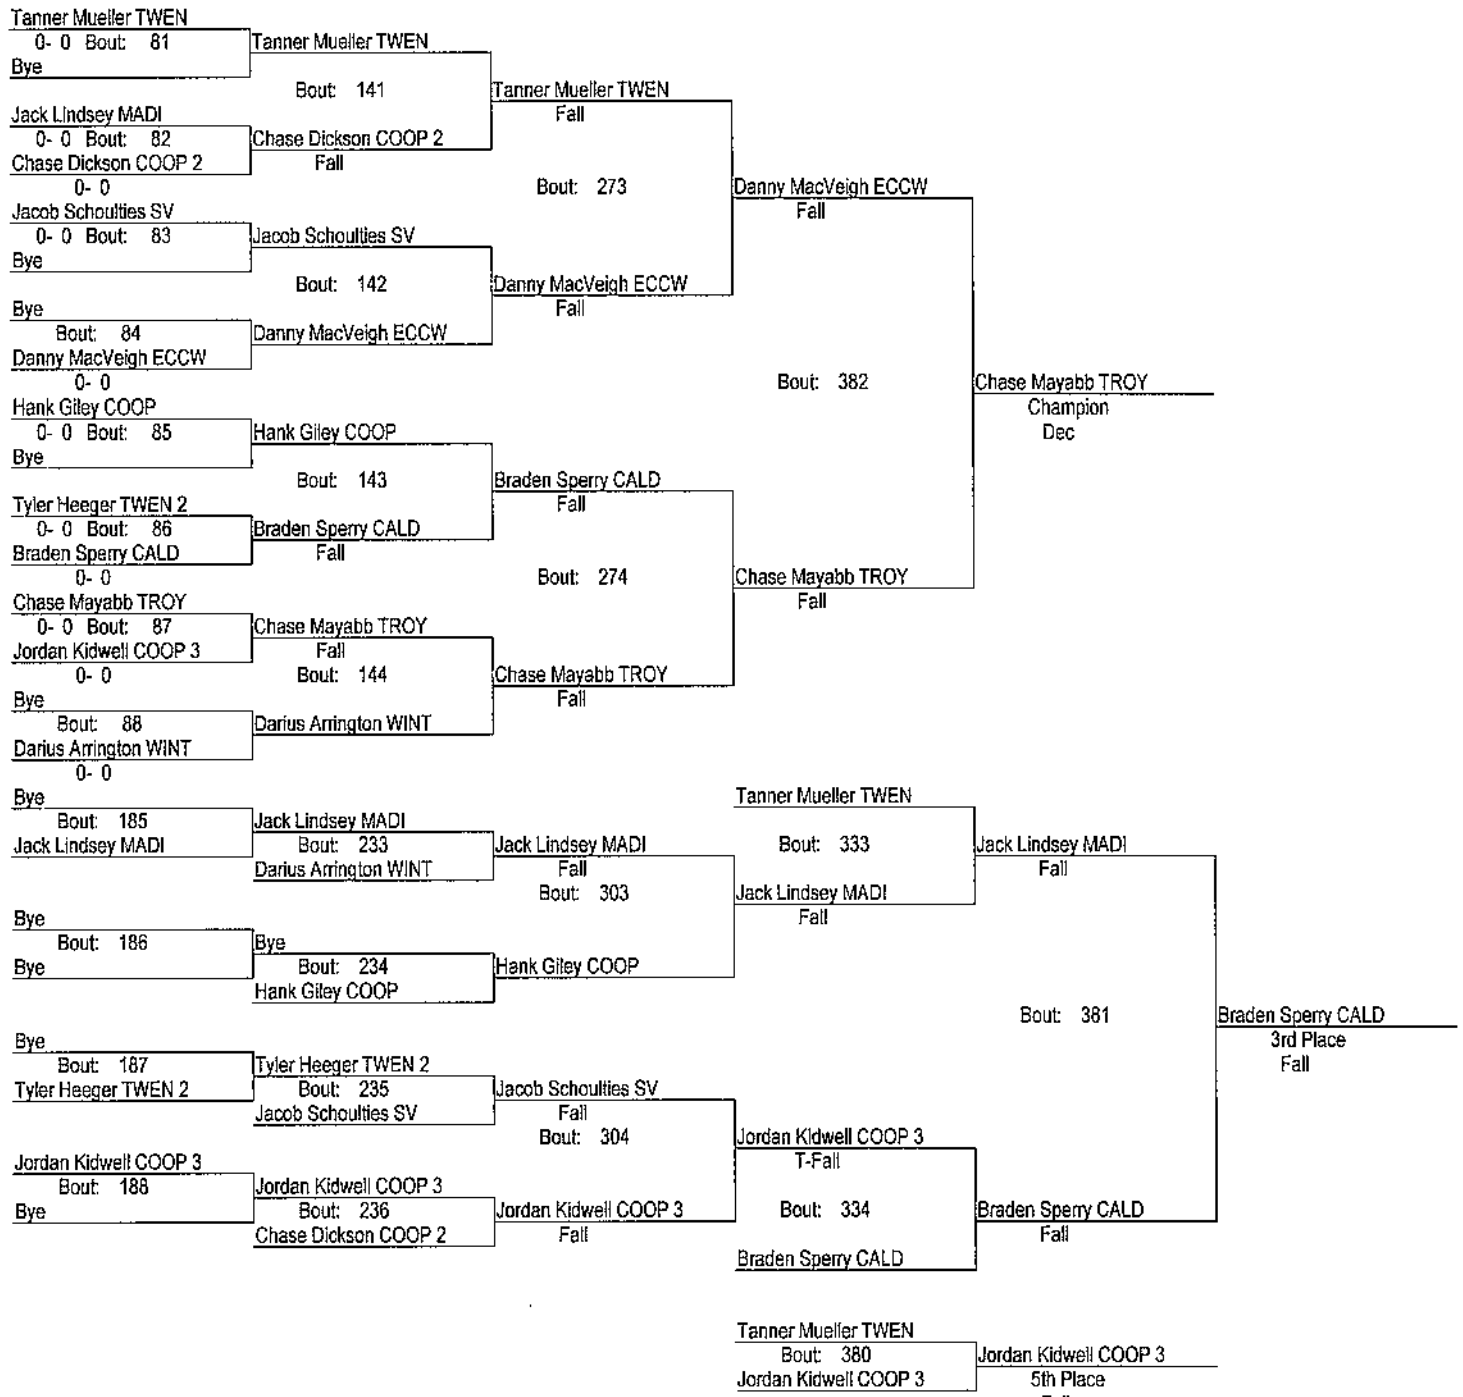 Tanner Mueller TWEN
0- 0 Bout: 81
Bye
Tanner Mueller TWEN
Bout: 141
Jack Lindsey MADI
0- 0 Bout: 82
Chase Dickson COOP 2
0- 0
Chase Dickson COOP 2
Fall
Tanner Mueller TWEN
Fall
Bout: 273
Jacob Schoulties SV
0- 0 Bout: 83
Bye
Jacob Schoulties SV
Bout: 142
Bye
Bout: 84
Danny MacVeigh ECCW
0- 0
Danny MacVeigh ECCW
Danny MacVeigh ECCW
Fall
Danny MacVeigh ECCW
Fall
Bout: 382
Chase Mayabb TROY
Champion
Dec
Hank Giley COOP
0- 0 Bout: 85
Bye
Hank Giley COOP
Bout: 143
Tyler Heeger TWEN 2
0- 0 Bout: 86
Braden Sperry CALD
0- 0
Braden Sperry CALD
Fall
Braden Sperry CALD
Fall
Bout: 274
Chase Mayabb TROY
0- 0 Bout: 87
Jordan Kidwell COOP 3
0- 0
Chase Mayabb TROY
Fall
Bout: 144
Bye
Bout: 88
Darius Arrington WINT
0- 0
Darius Arrington WINT
Chase Mayabb TROY
Fall
Chase Mayabb TROY
Fall
Bye
Bout: 185
Jack Lindsey MADI
Jack Lindsey MADI
Bout: 233
Darius Arrington WINT
Jack Lindsey MADI
Fall
Bout: 303
Bye
Bout: 186
Bye
Bye
Bout: 234
Hank Giley COOP
Hank Giley COOP
Tanner Mueller TWEN
Bout: 333
Jack Lindsey MADI
Fall
Jack Lindsey MADI
Fall
Bout: 381
Braden Sperry CALD
3rd Place
Fall
Bye
Bout: 187
Tyler Heeger TWEN 2
Tyler Heeger TWEN 2
Bout: 235
Jacob Schoulties SV
Jacob Schoulties SV
Fall
Bout: 304
Jordan Kidwell COOP 3
Bout: 188
Bye
Jordan Kidwell COOP 3
Bout: 236
Chase Dickson COOP 2
Jordan Kidwell COOP 3
Fall
Jordan Kidwell COOP 3
T-Fall
Bout: 334
Braden Sperry CALD
Braden Sperry CALD
Fall
Tanner Mueller TWEN
Bout: 380
Jordan Kidwell COOP 3
Jordan Kidwell COOP 3
5th Place